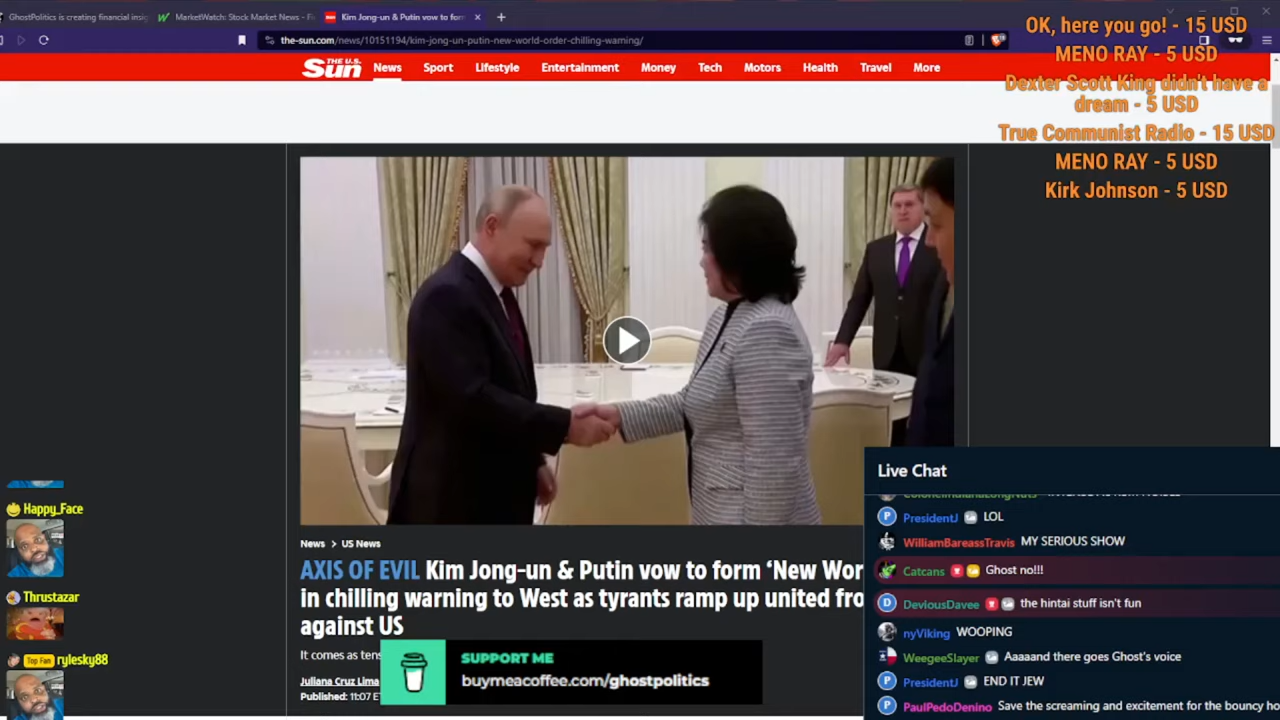 GhostPolitics is creating financial insig
MarketWatch: Stock Market News - Fi
Kim Jong-un & Putin vow to for
the-sun.com/news/10151194/kim-jong-un-putin-new-world-order-chilling-warning/
THE U.S. Sun
News Sport Lifestyle Entertainment Money Tech Motors Health Travel More
OK, here you go! - 15 USD
MENO RAY - 5 USD
Dexter Scott King didn't have a
dream - 5 USD
True Communist Radio - 15 USD
MENO RAY - 5 USD
Kirk Johnson - 5 USD
Happy_Face
Thrustazar
Top Fan rylesky88
News > US News
AXIS OF EVIL Kim Jong-un & Putin vow to form ‘New Wor
in chilling warning to West as tyrants ramp up united fro
against US
It comes as tens
Juliana Cruz Lima
Published: 11:07 ET
SUPPORT ME
buymeacoffee.com/ghostpolitics
Live Chat
PresidentJ LOL
WilliamBareassTravis MY SERIOUS SHOW
Catcans Ghost no!!!
DeviousDavee the hintai stuff isn't fun
nyViking WOOPING
WeegeeSlayer Aaaaand there goes Ghost's voice
PresidentJ END IT JEW
PaulPedoDenino Save the screaming and excitement for the bouncy ho